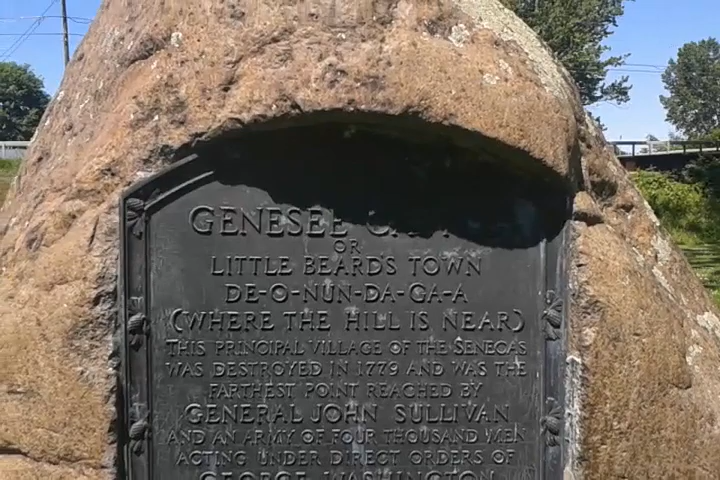 GENESEE CASTLE
OR
LITTLE BEARD'S TOWN
DE-O-NUN-DA-GA-A
(WHERE THE HILL IS NEAR)
THIS PRINCIPAL VILLAGE OF THE SENECAS
WAS DESTROYED IN 1779 AND WAS THE
FARTHEST POINT REACHED BY
GENERAL JOHN SULLIVAN
AND AN ARMY OF FOUR THOUSAND MEN
ACTING UNDER DIRECT ORDERS OF
GEORGE WASHINGTON